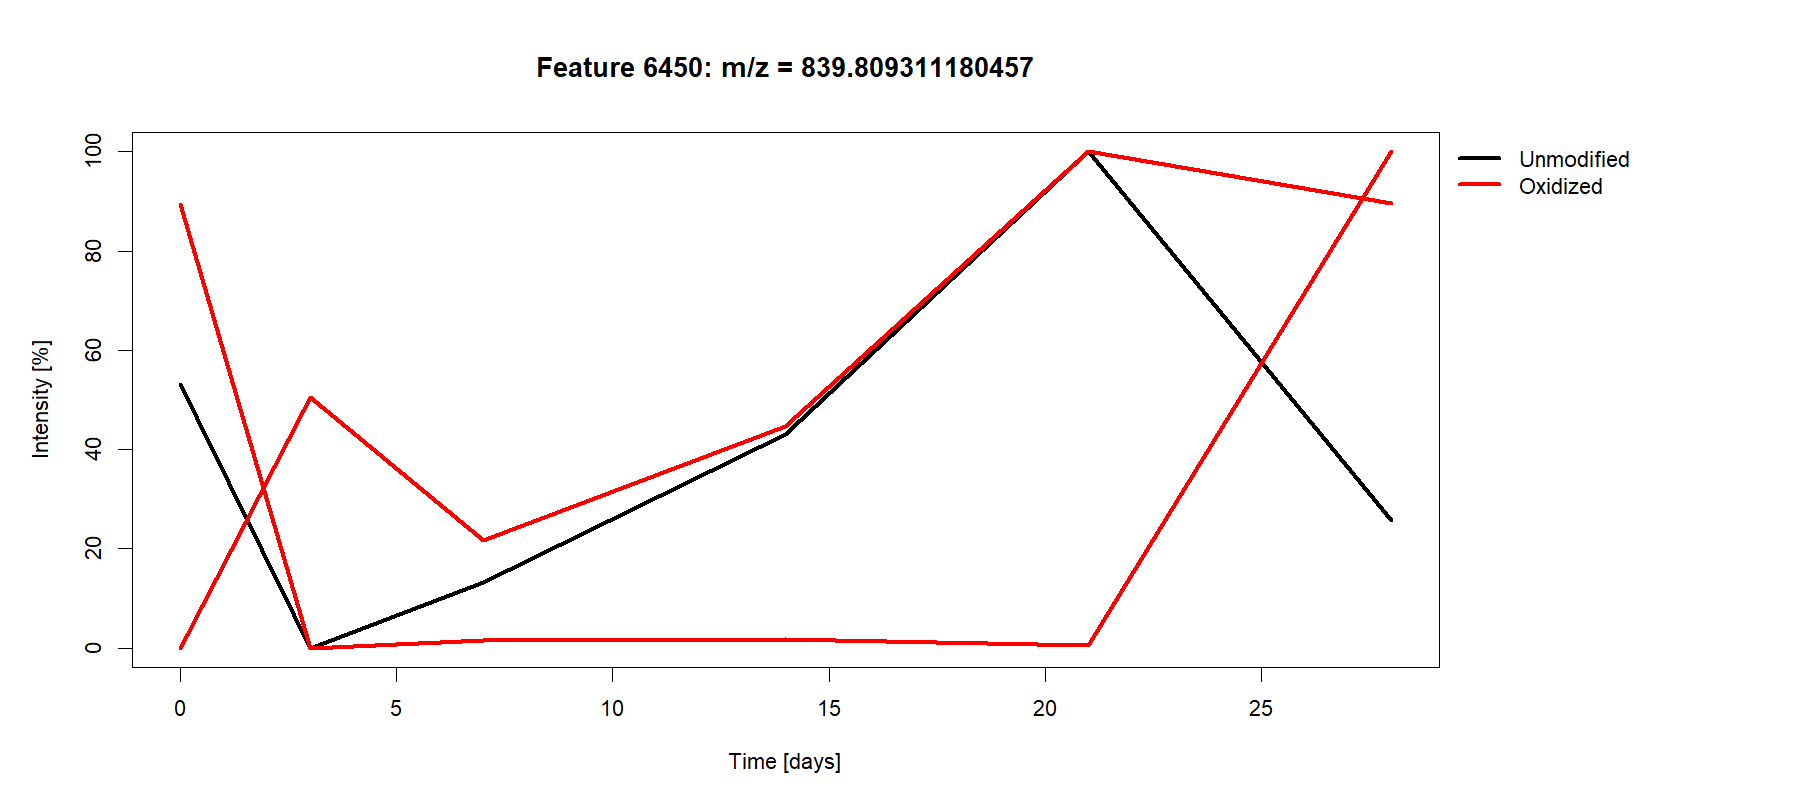 Feature 6450: m/z = 839.809311180457
Unmodified
Oxidized
Intensity [%]
100
80
60
40
20
0
0 5 10 15 20 25
Time [days]